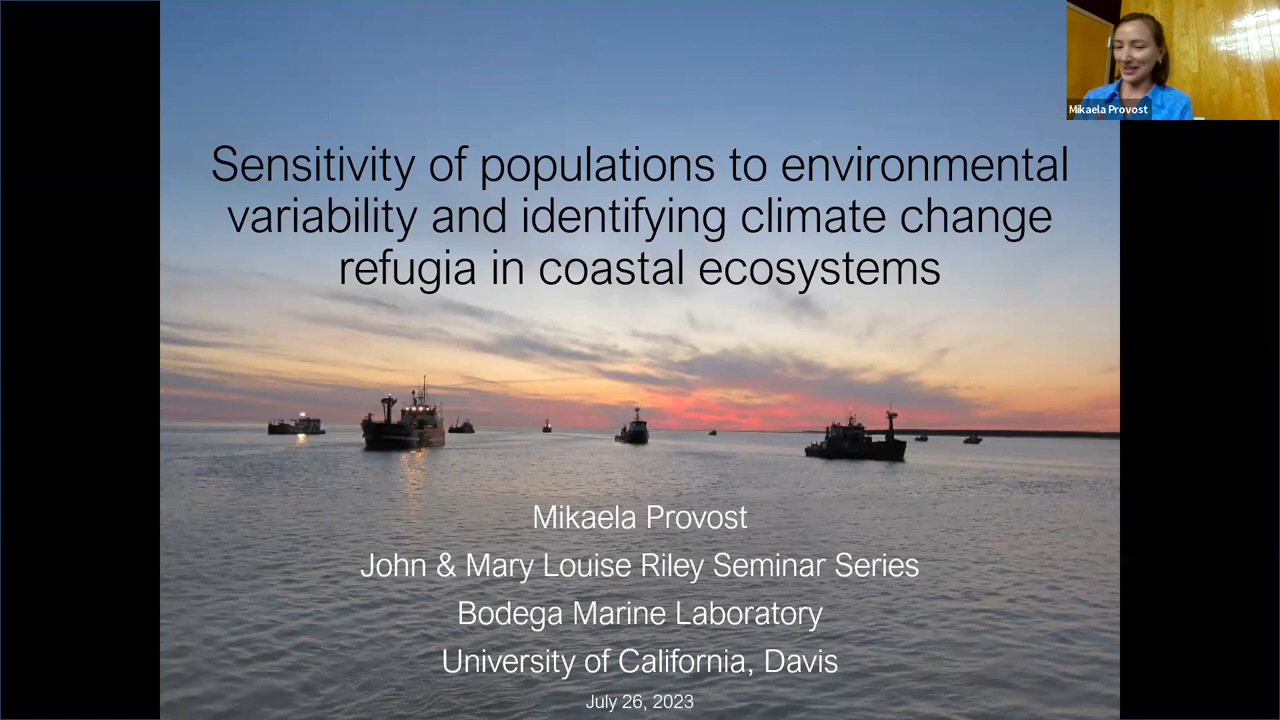 Mikaela Provost
Sensitivity of populations to environmental
variability and identifying climate change
refugia in coastal ecosystems
Mikaela Provost
John & Mary Louise Riley Seminar Series
Bodega Marine Laboratory
University of California, Davis
July 26, 2023